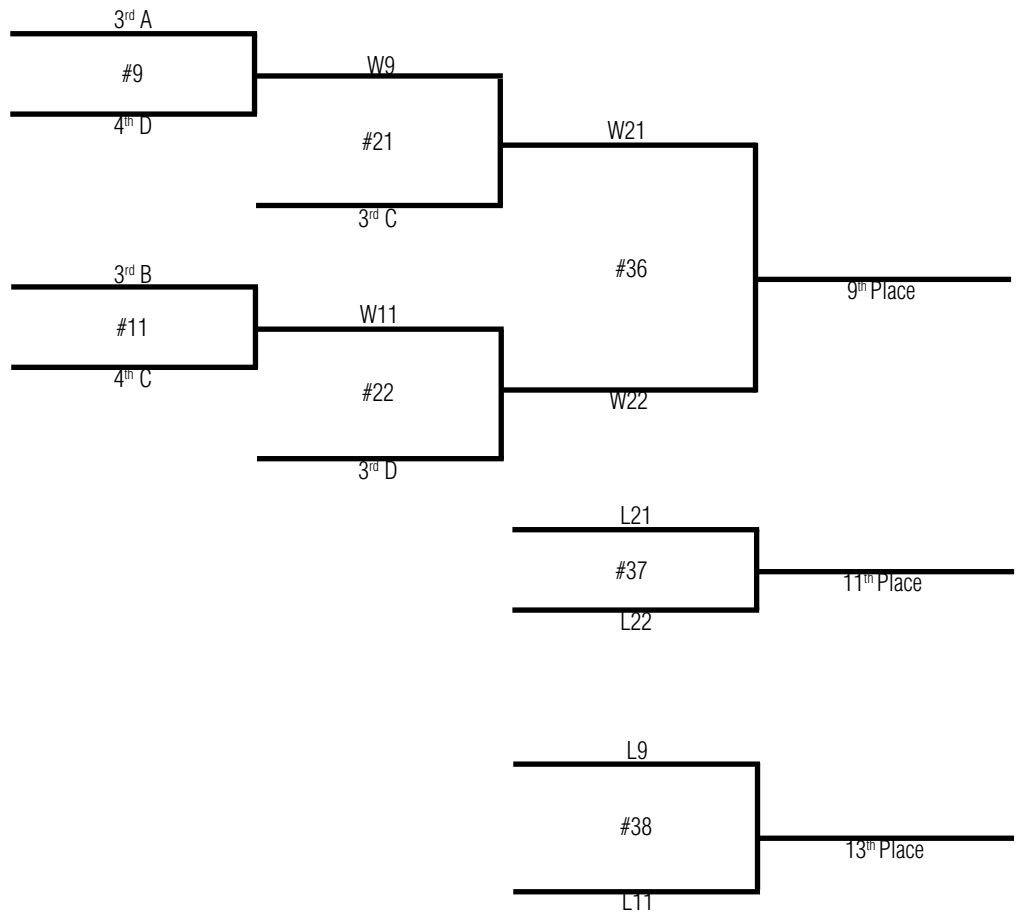 3rd A
#9
4th D
W9
#21
3rd C
W21
#36
9th Place
3rd B
#11
4th C
W11
#22
3rd D
W22
L21
#37
L22
11th Place
L9
#38
L11
13th Place